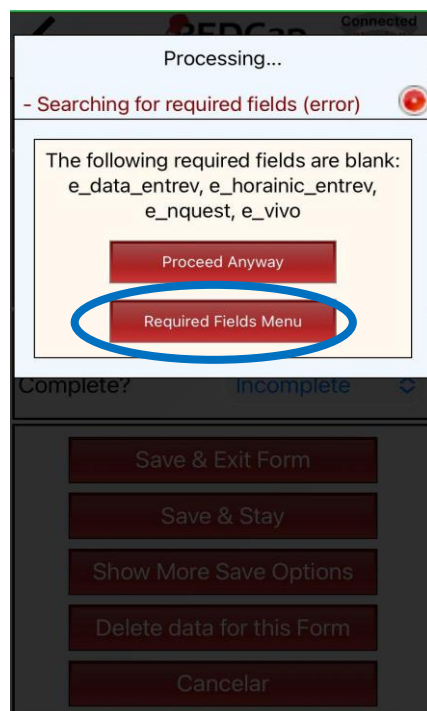 REDCap
Connected
Processing...
- Searching for required fields (error)
The following required fields are blank:
e_data_entrev, e_horainic_entrev,
e_nquest, e_vivo
Proceed Anyway
Required Fields Menu
Complete? Incomplete
Save & Exit Form
Save & Stay
Show More Save Options
Delete data for this Form
Cancelar